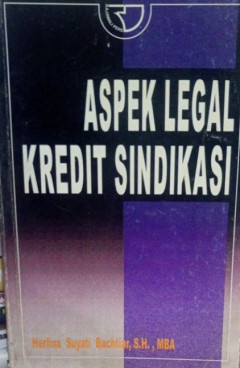 ASPEK LEGAL
KREDIT SINDIKASI
Herlina Suyati Bachtiar, S.H., MBA